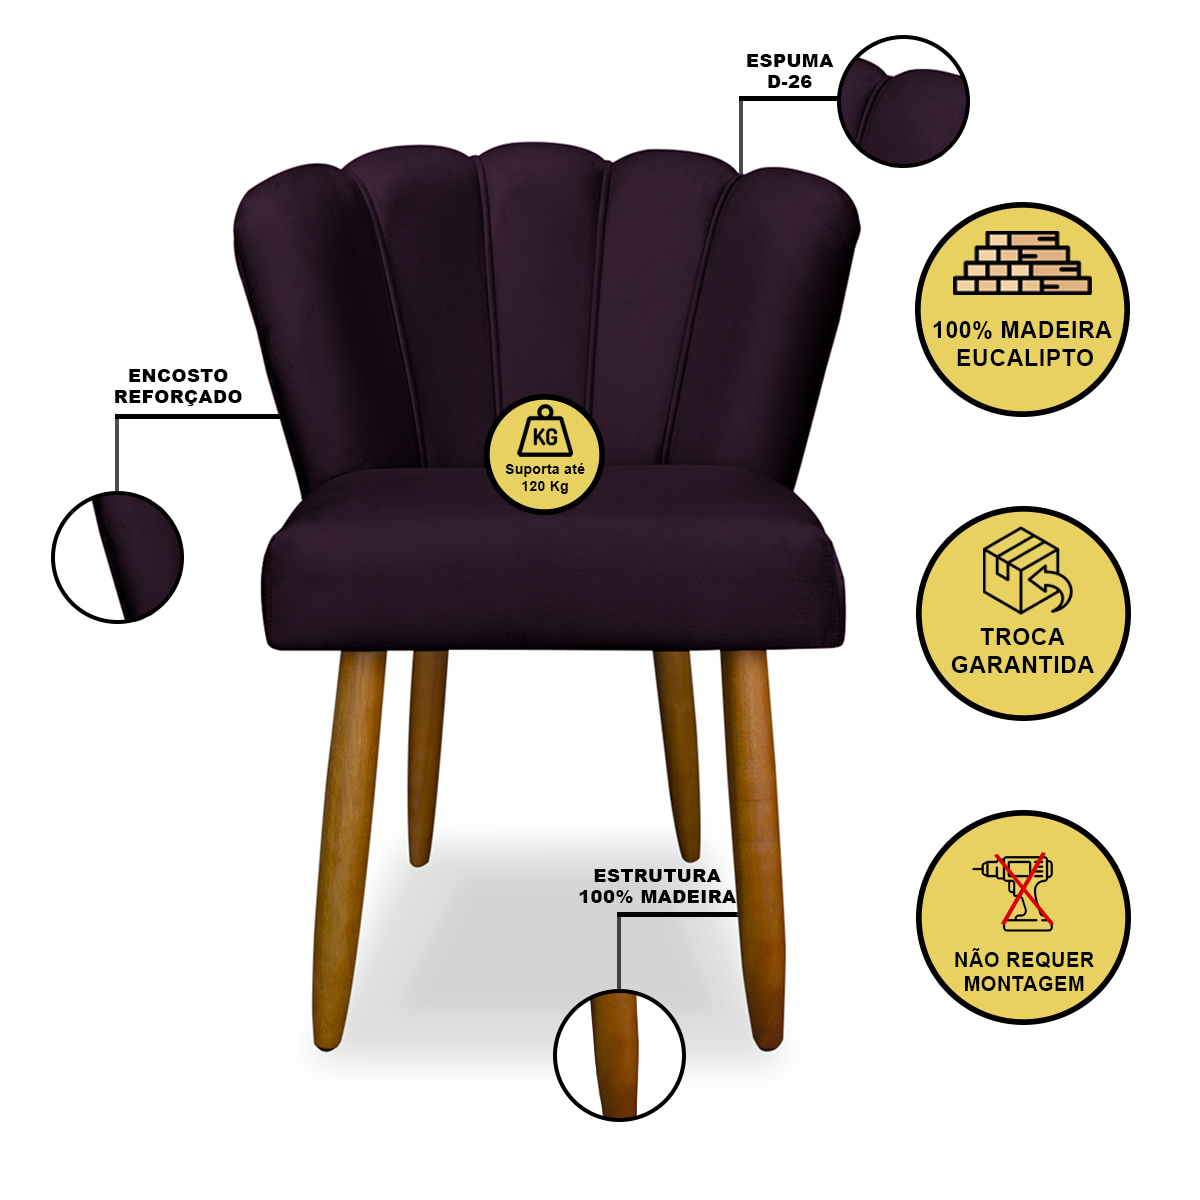 ESPUMA
D-26
100% MADEIRA
EUCALIPTO
ENCOSTO
REFORÇADO
KG
Suporta até
120 Kg
TROCA
GARANTIDA
ESTRUTURA
100% MADEIRA
NÃO REQUER
MONTAGEM